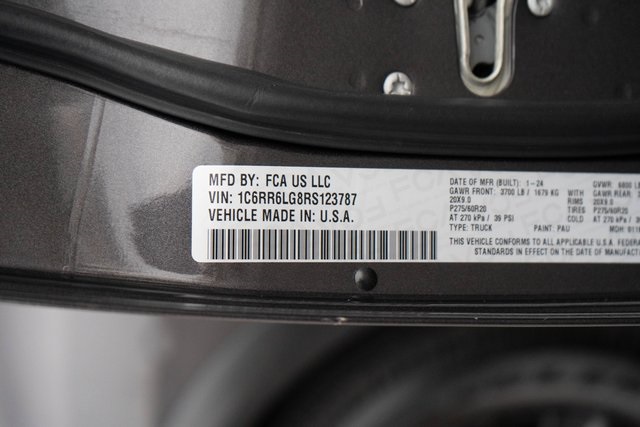 MFD BY: FCA US LLC
VIN: 1C6RR6LG8RS123787
VEHICLE MADE IN: U.S.A.
DATE OF MFR (BUILT): 1-24 GVWR: 6800
GAWR FRONT: 3700 LB / 1679 KG WITH GAWR REAR:
20X9.0 RIMS 20X9.0
P275/60R20 TIRES P275/60R20
AT 270 kPa / 39 PSI COLD AT 270 kPa /
TYPE: TRUCK PAINT: PAU MDH:
THIS VEHICLE CONFORMS TO ALL APPLICABLE U.S.A. FEDERA
STANDARDS IN EFFECT ON THE DATE OF MANUFACT